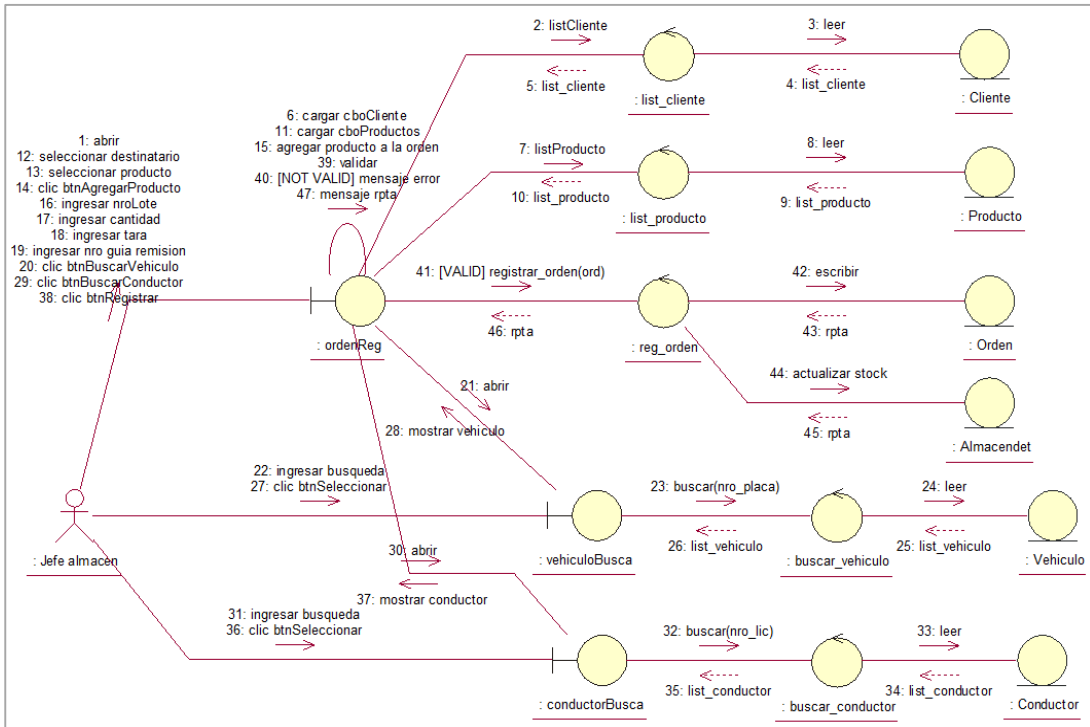 2: listCliente
3: leer
5: list_cliente
: list_cliente
4: list_cliente
: Cliente
1: abrir
12: seleccionar destinatario
13: seleccionar producto
14: clic btnAgregarProducto
16: ingresar nroLote
17: ingresar cantidad
18: ingresar tara
19: ingresar nro guia remision
20: clic btnBuscarVehiculo
29: clic btnBuscarConductor
38: clic btnRegistrar
6: cargar cboCliente
11: cargar cboProductos
15: agregar producto a la orden
39: validar
40: [NOT VALID] mensaje error
47: mensaje rpta
7: listProducto
8: leer
10: list_producto
: list_producto
9: list_producto
: Producto
41: [VALID] registrar_orden(ord)
42: escribir
: ordenReg
46: rpta
: reg_orden
43: rpta
: Orden
44: actualizar stock
45: rpta
: Almacendet
21: abrir
28: mostrar vehiculo
22: ingresar busqueda
27: clic btnSeleccionar
23: buscar(nro_placa)
24: leer
: Jefe almacen
: vehiculoBusca
26: list_vehiculo
: buscar_vehiculo
25: list_vehiculo
: Vehiculo
30: abrir
37: mostrar conductor
31: ingresar busqueda
36: clic btnSeleccionar
32: buscar(nro_lic)
33: leer
: conductorBusca
35: list_conductor
: buscar_conductor
34: list_conductor
: Conductor